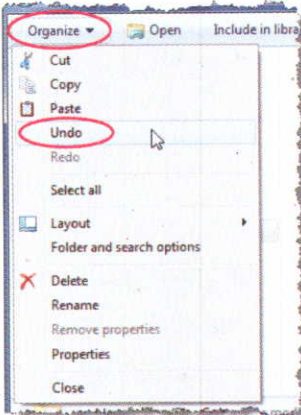 Organize Open Include in libra
Cut
Copy
Paste
Undo
Redo
Select all
Layout
Folder and search options
Delete
Rename
Remove properties
Properties
Close